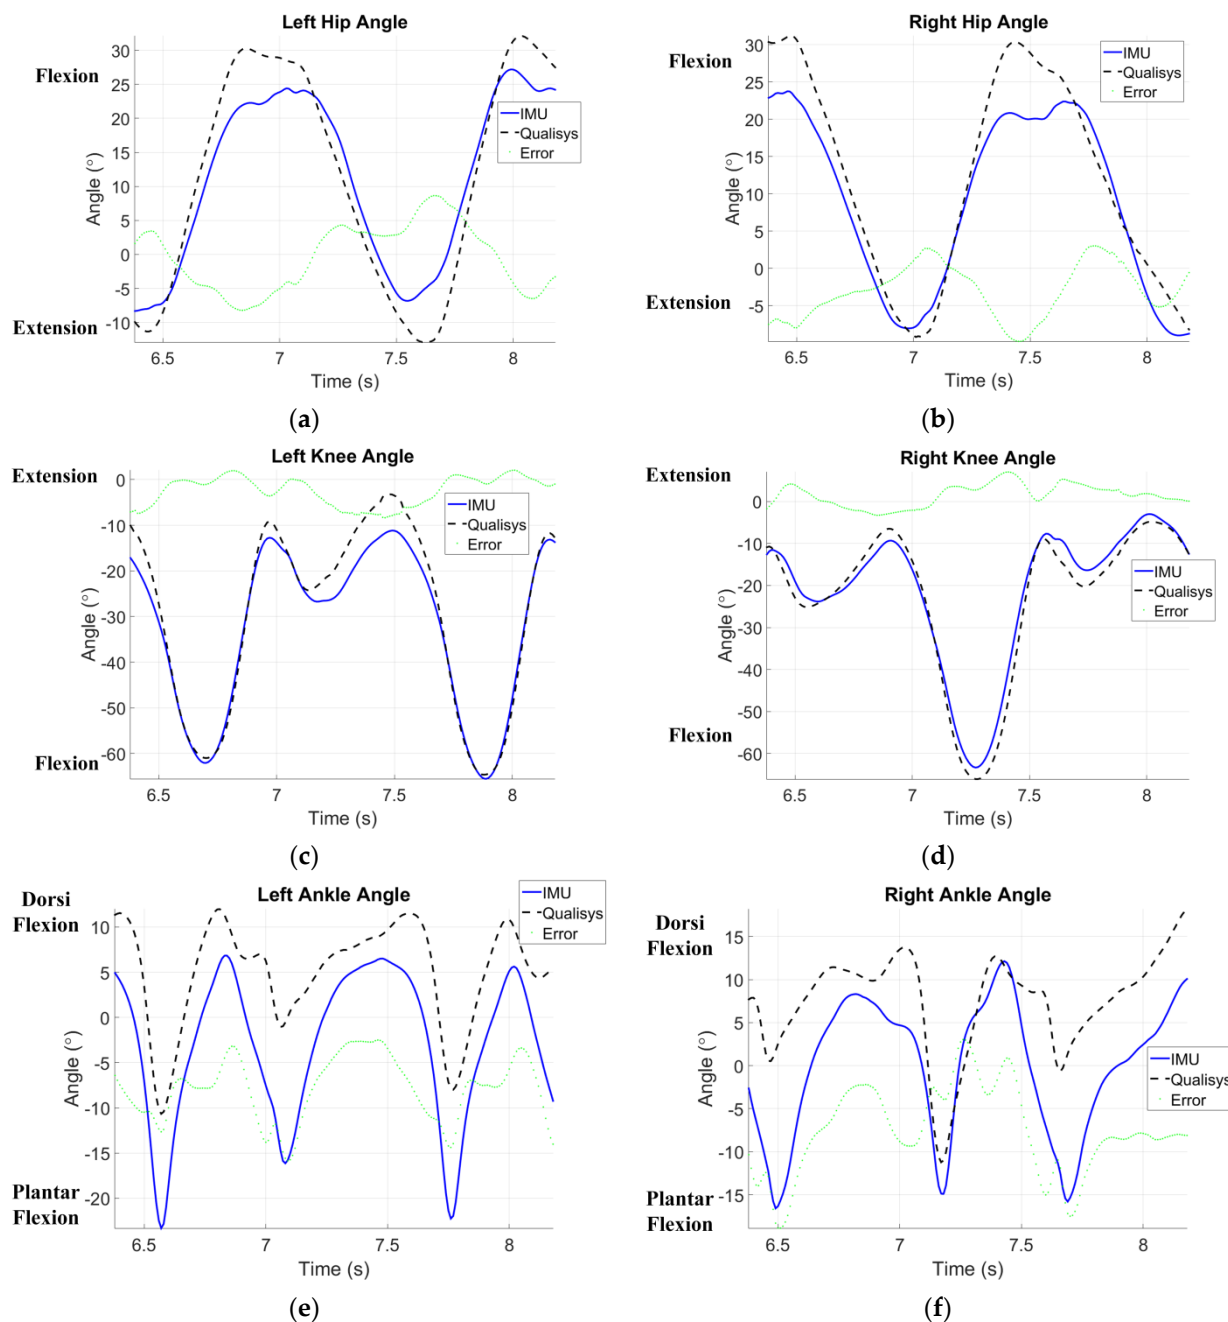 Left Hip Angle
Flexion
Extension
Angle (°)
30
25
20
15
10
5
0
-5
-10
6.5
7
7.5
8
Time (s)
IMU
Qualisys
Error
(a)
Right Hip Angle
Flexion
Extension
Angle (°)
30
25
20
15
10
5
0
-5
6.5
7
7.5
8
Time (s)
IMU
Qualisys
Error
(b)
Left Knee Angle
Extension
Flexion
Angle (°)
0
-10
-20
-30
-40
-50
-60
6.5
7
7.5
8
Time (s)
IMU
Qualisys
Error
(c)
Right Knee Angle
Extension
Flexion
Angle (°)
0
-10
-20
-30
-40
-50
-60
6.5
7
7.5
8
Time (s)
IMU
Qualisys
Error
(d)
Left Ankle Angle
Dorsi
Flexion
Plantar
Flexion
Angle (°)
10
5
0
-5
-10
-15
-20
6.5
7
7.5
8
Time (s)
IMU
Qualisys
Error
(e)
Right Ankle Angle
Dorsi
Flexion
Plantar
Flexion
Angle (°)
15
10
5
0
-5
-10
-15
6.5
7
7.5
8
Time (s)
IMU
Qualisys
Error
(f)